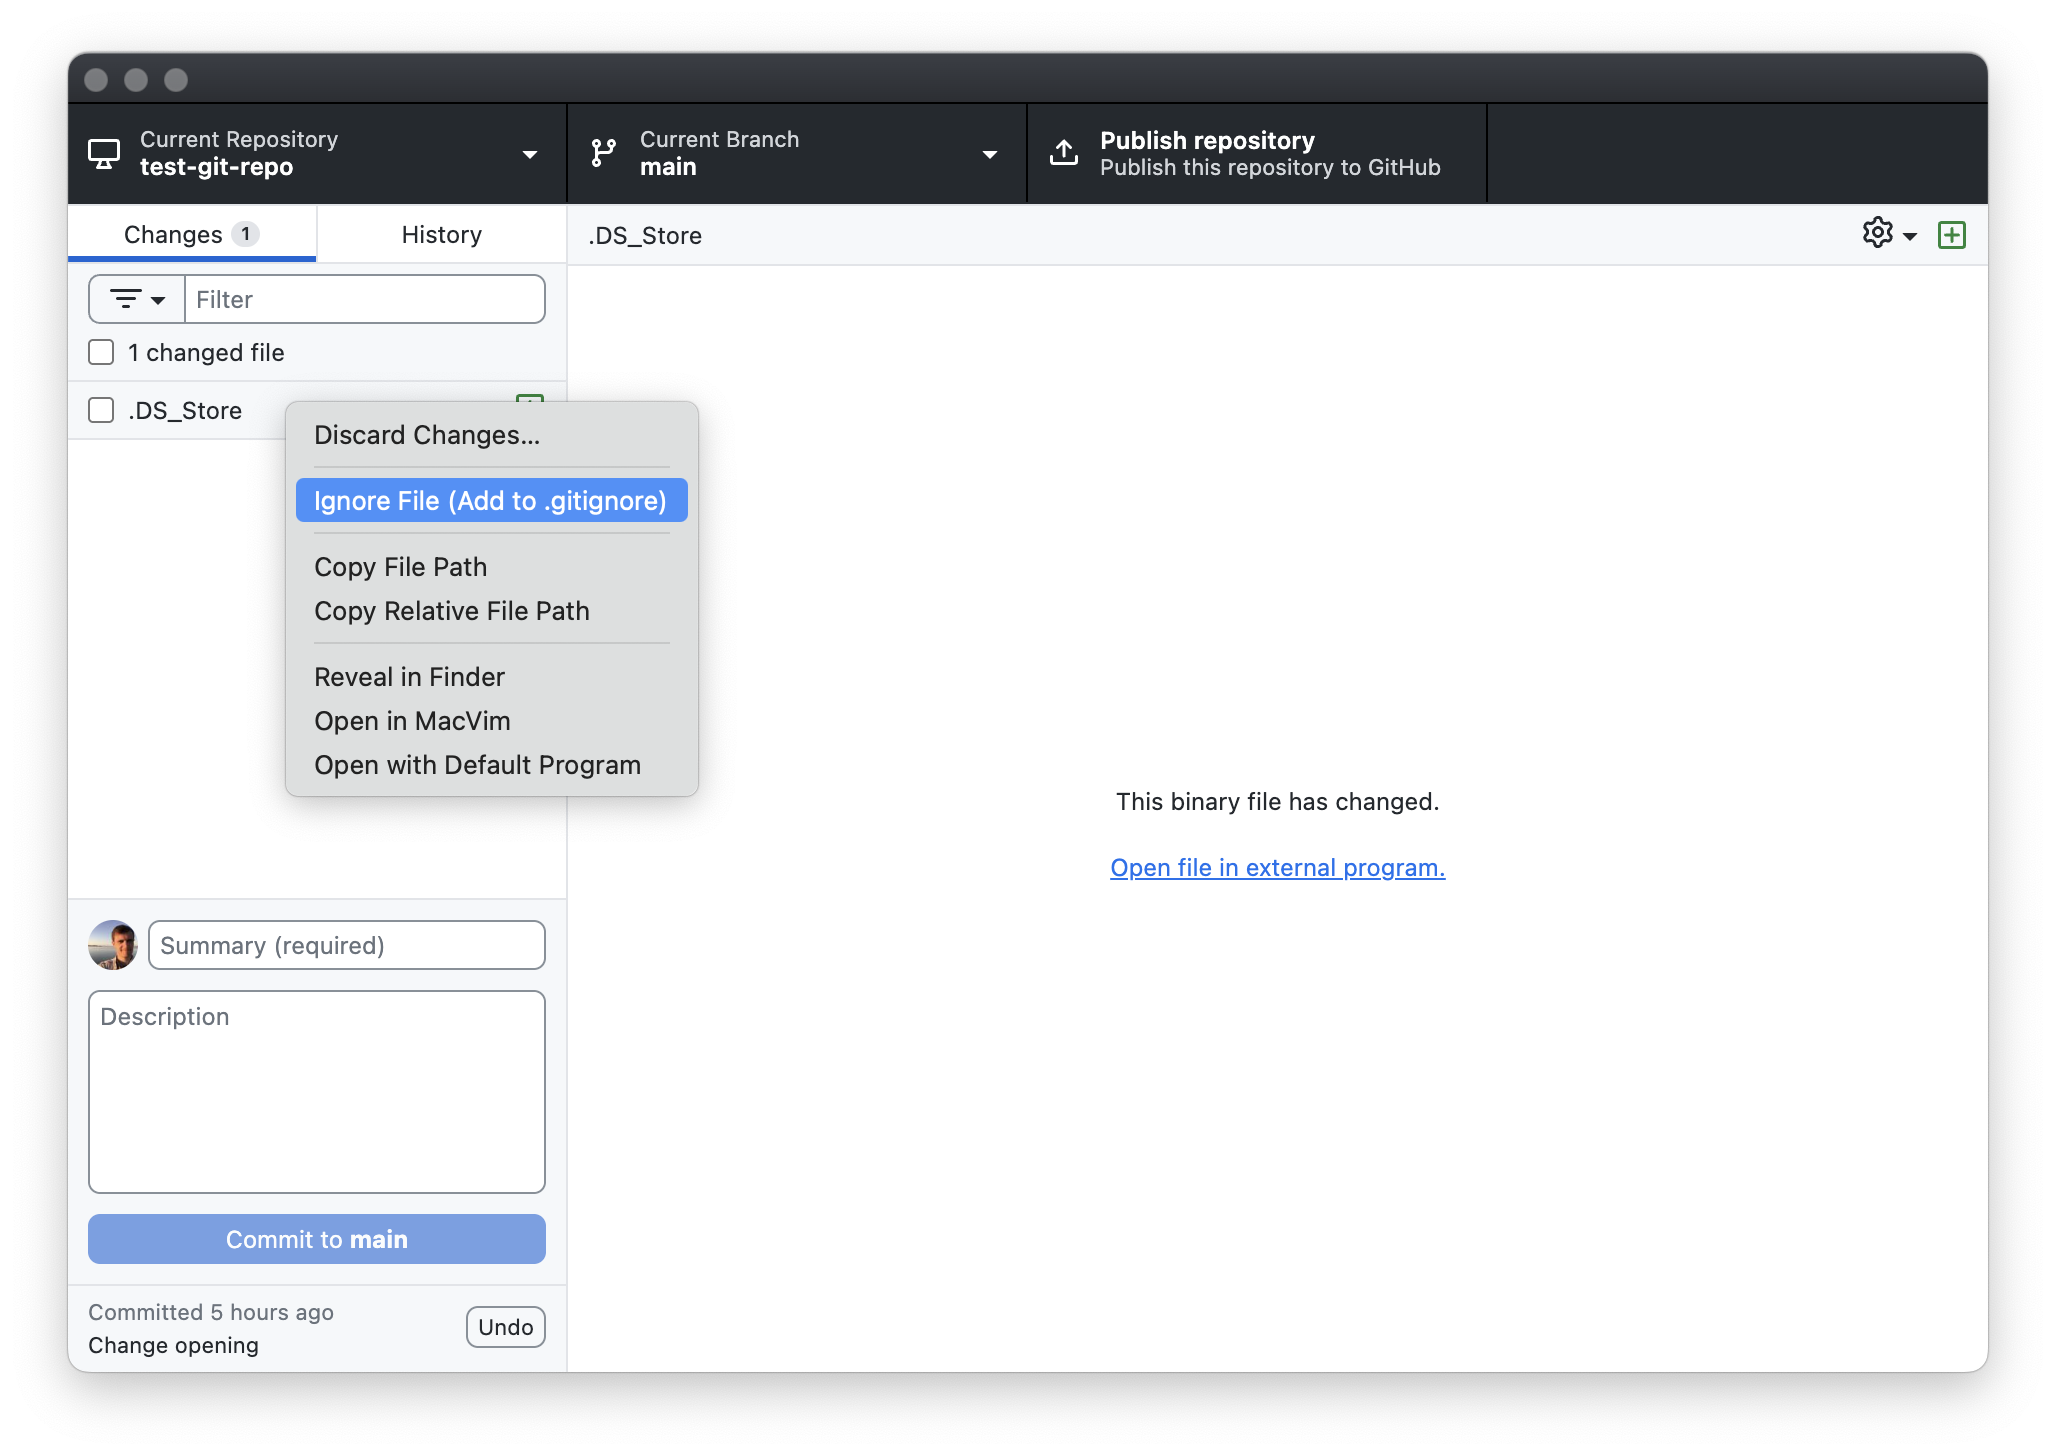 Current Repository
test-git-repo
Current Branch
main
Publish repository
Publish this repository to GitHub
Changes 1
History
.DS_Store
Filter
1 changed file
.DS_Store
Discard Changes...
Ignore File (Add to .gitignore)
Copy File Path
Copy Relative File Path
Reveal in Finder
Open in MacVim
Open with Default Program
This binary file has changed.
Open file in external program.
Summary (required)
Description
Commit to main
Committed 5 hours ago
Change opening
Undo